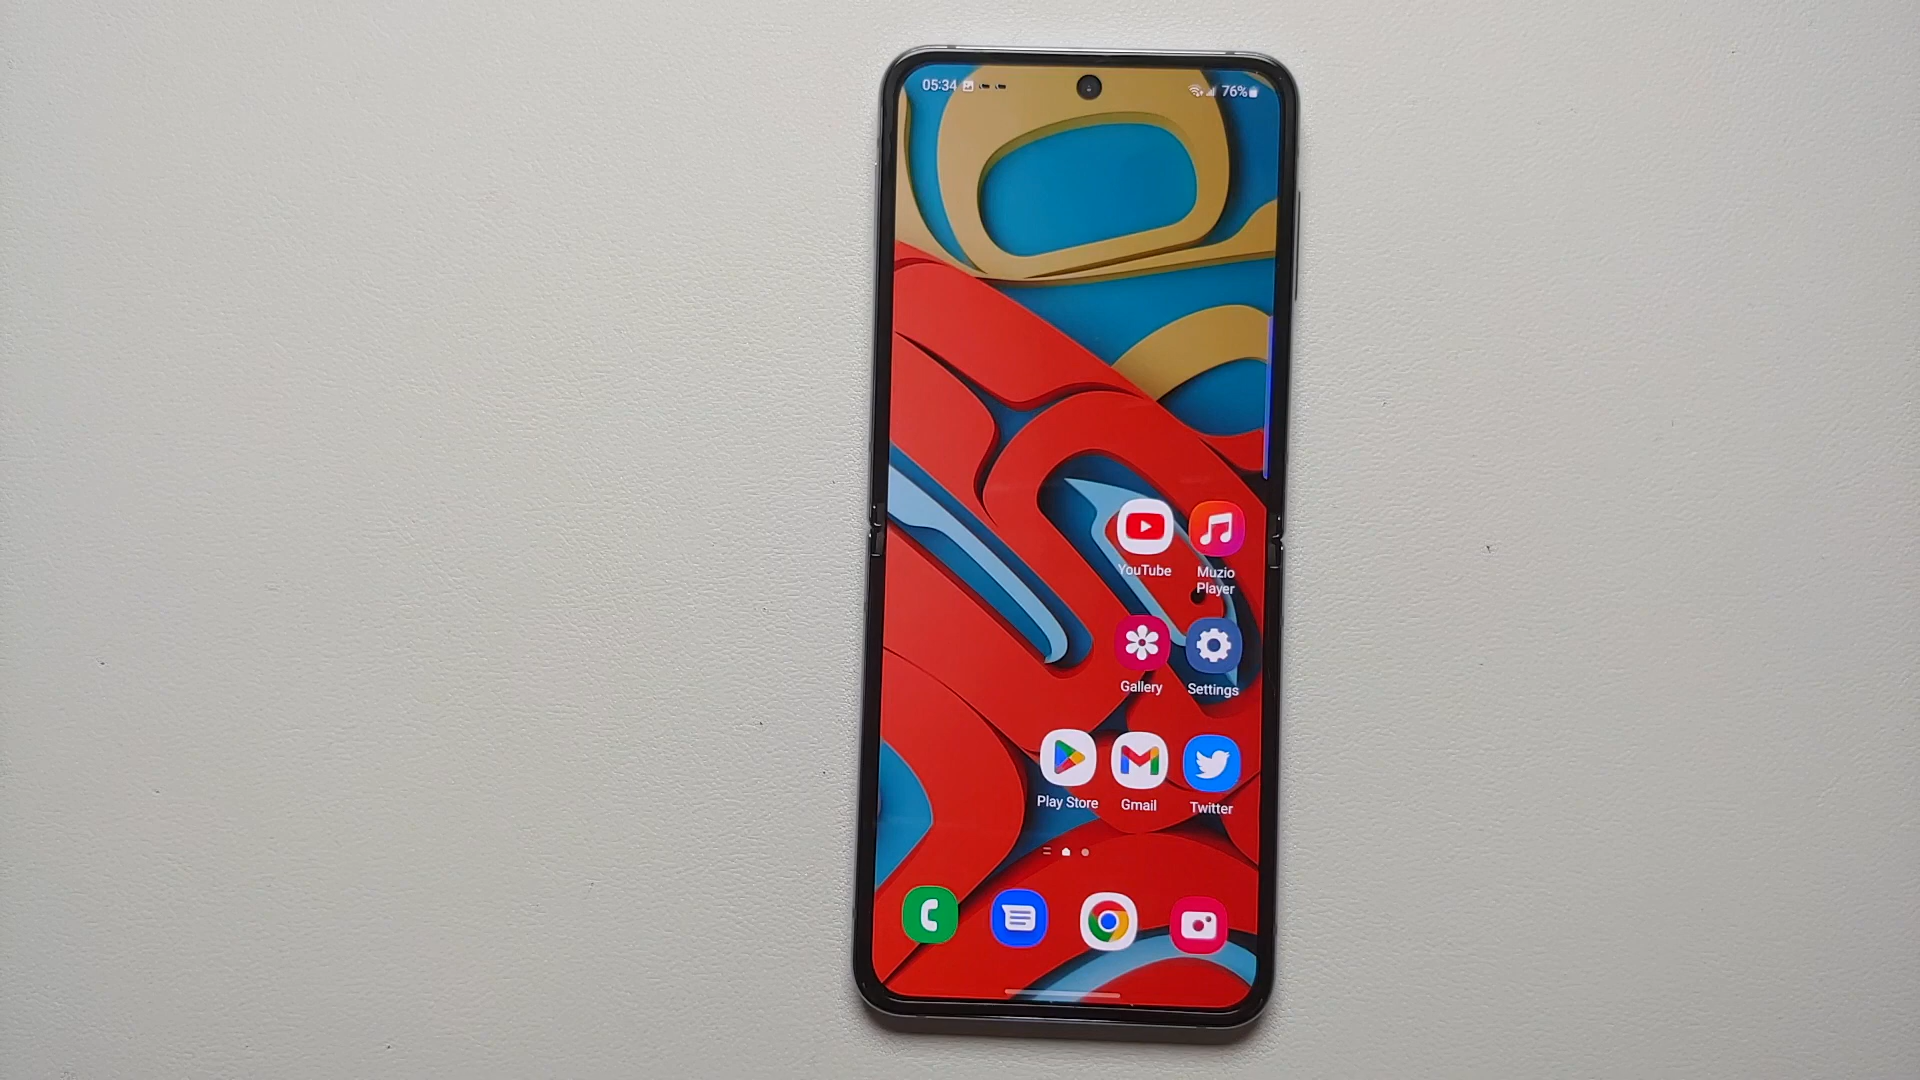 05:34
76%
YouTube
Muzio
Player
Gallery
Settings
Play Store
Gmail
Twitter